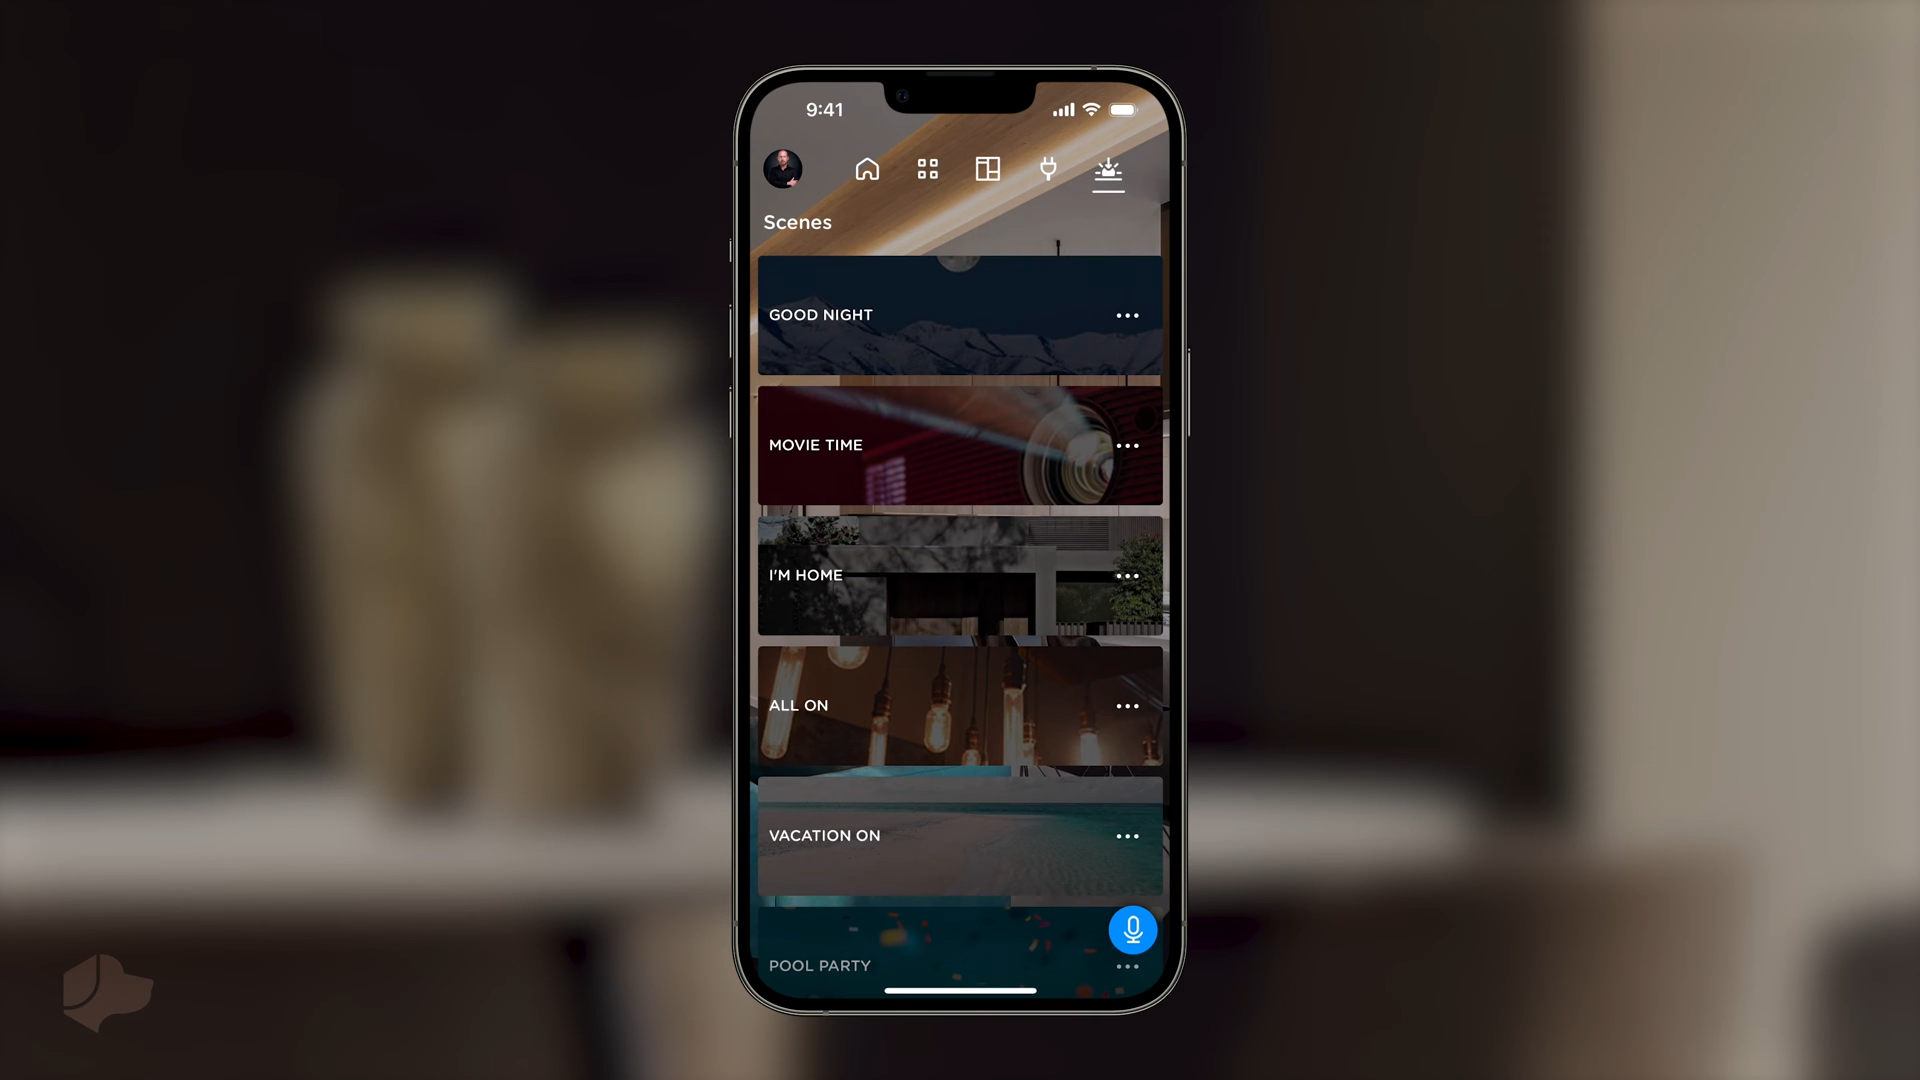 9:41
Scenes
GOOD NIGHT
MOVIE TIME
I'M HOME
ALL ON
VACATION ON
POOL PARTY